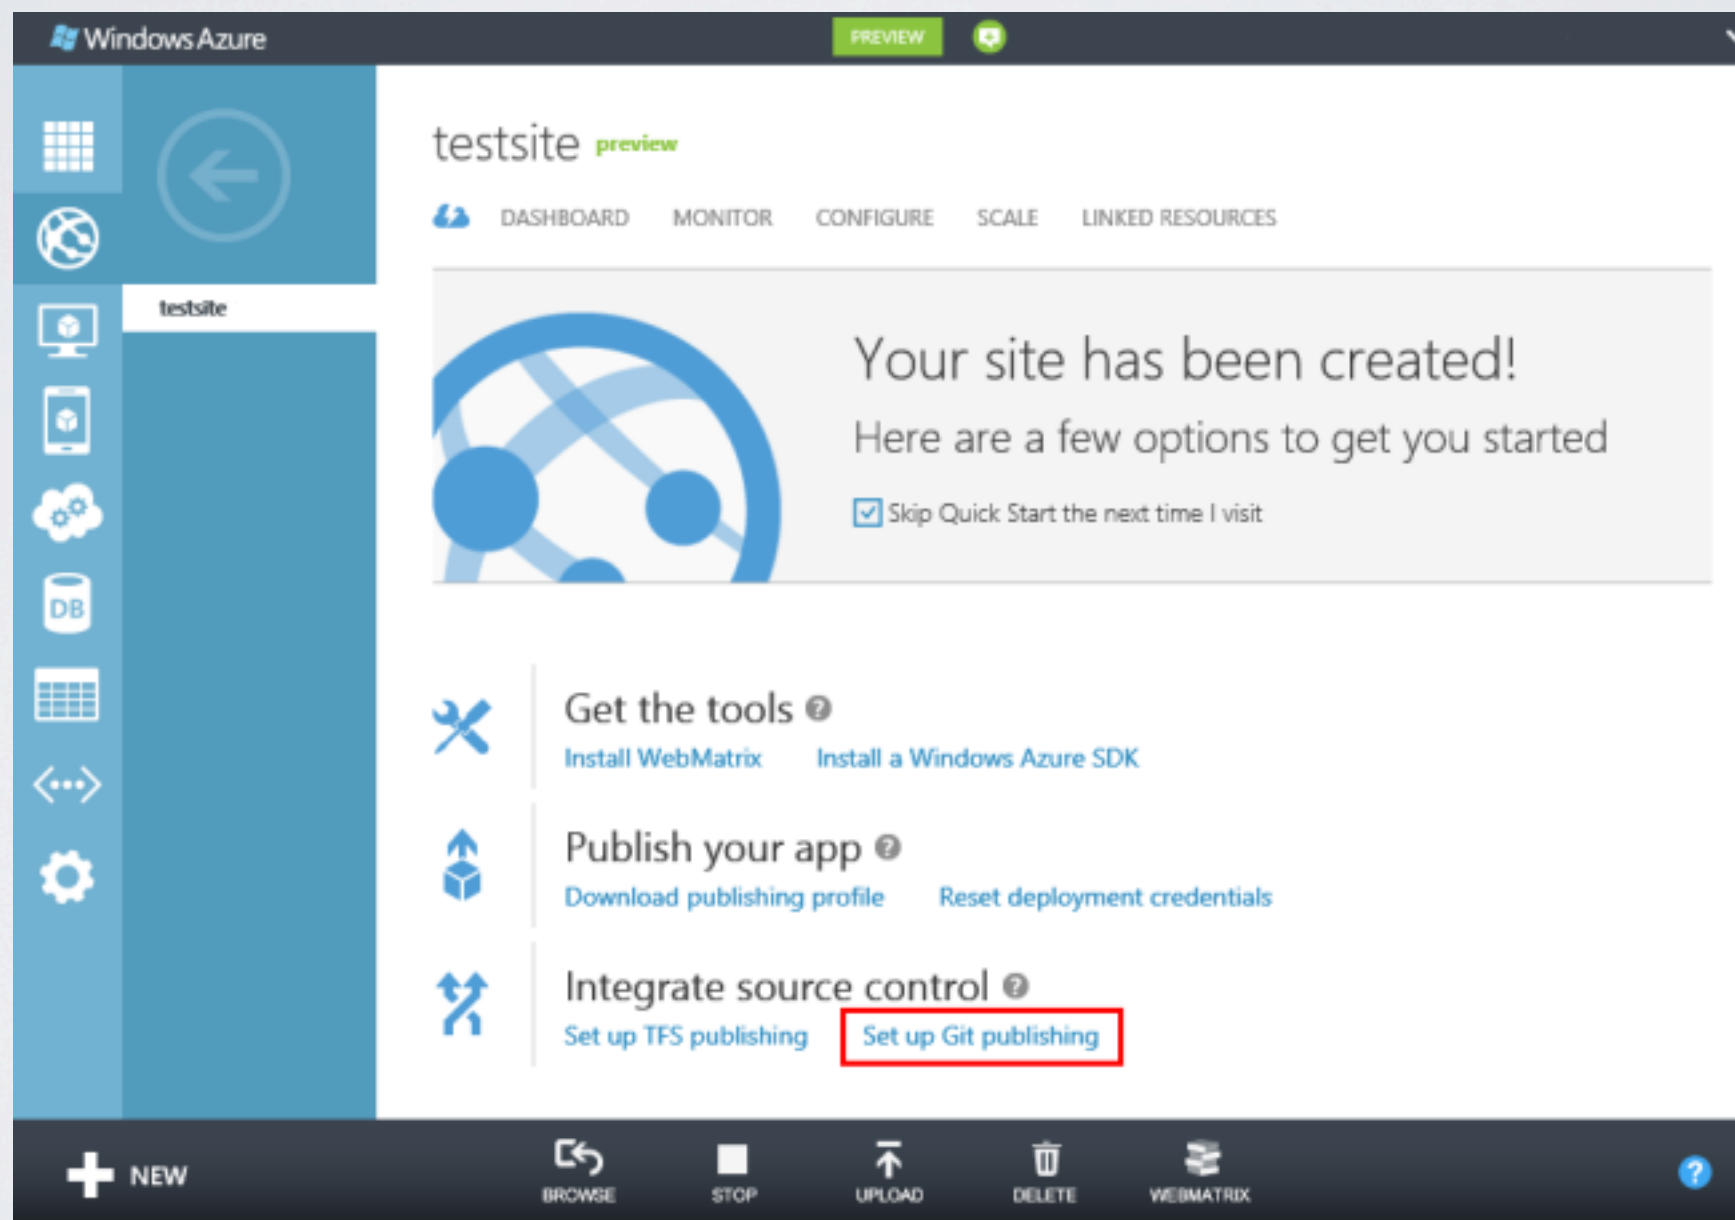 Windows Azure
PREVIEW
testsite preview
DASHBOARD MONITOR CONFIGURE SCALE LINKED RESOURCES
testsite
Your site has been created!
Here are a few options to get you started
Skip Quick Start the next time I visit
DB
Get the tools ?
Install WebMatrix Install a Windows Azure SDK
Publish your app ?
Download publishing profile Reset deployment credentials
Integrate source control ?
Set up TFS publishing Set up Git publishing
NEW
BROWSE STOP UPLOAD DELETE WEBMATRIX ?